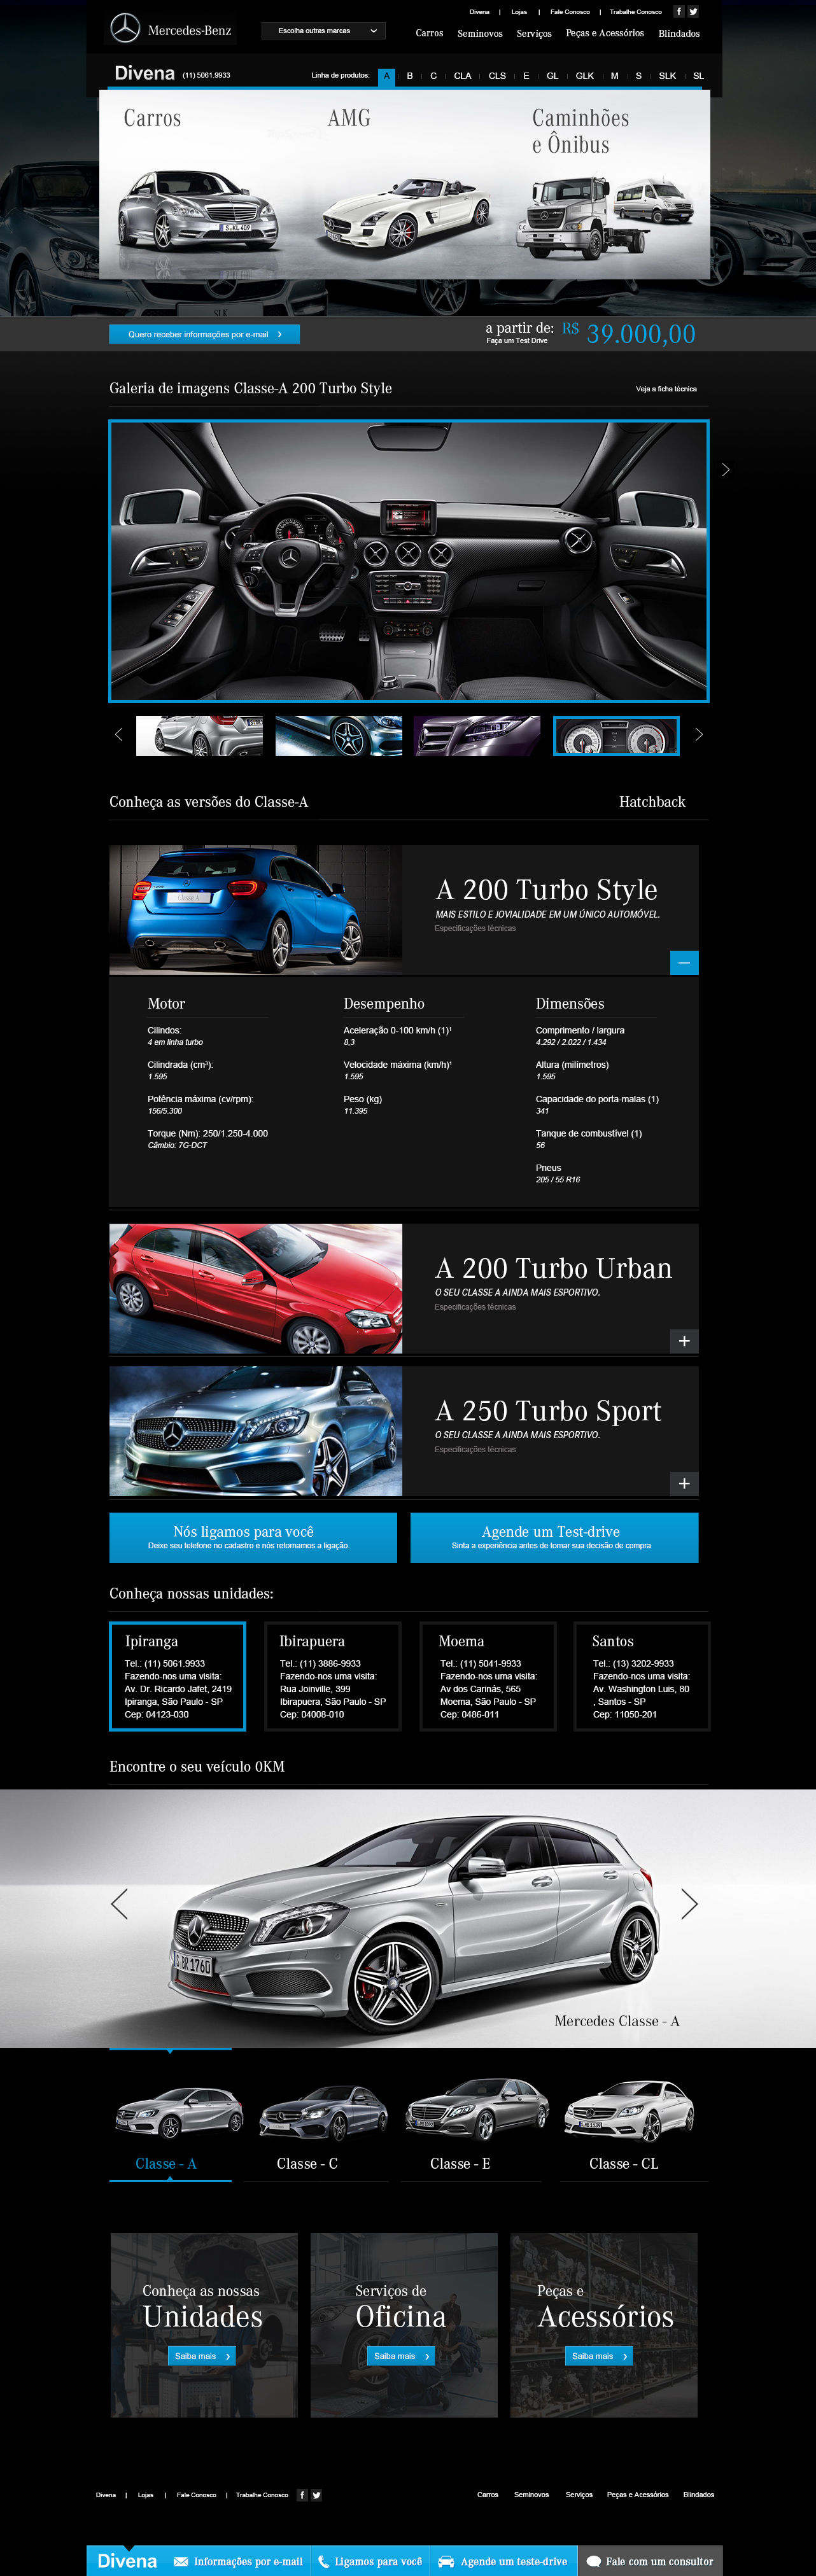 Mercedes-Benz
Escolha outras marcas
Divena | Lojas | Fale Conosco | Trabalhe Conosco
Carros Seminovos Serviços Peças e Acessórios Blindados
Divena (11) 5061.9933
Linha de produtos: A B C CLA CLS E GL GLK M S SLK SL
Carros
AMG
Caminhões
e Ônibus
S.XL 409
SLK
Quero receber informações por e-mail
a partir de: R$ 39.000,00
Faça um Test Drive
Galeria de imagens Classe-A 200 Turbo Style
Veja a ficha técnica
Conheça as versões do Classe-A
Hatchback
Classe A
A 200 Turbo Style
MAIS ESTILO E JOVIALIDADE EM UM ÚNICO AUTOMÓVEL.
Especificações técnicas
Motor
Cilindos:
4 em linha turbo
Cilindrada (cm³):
1.595
Potência máxima (cv/rpm):
156/5.300
Torque (Nm): 250/1.250-4.000
Câmbio: 7G-DCT
Desempenho
Aceleração 0-100 km/h (1)¹
8,3
Velocidade máxima (km/h)¹
1.595
Peso (kg)
11.395
Dimensões
Comprimento / largura
4.292 / 2.022 / 1.434
Altura (milímetros)
1.595
Capacidade do porta-malas (1)
341
Tanque de combustível (1)
56
Pneus
205 / 55 R16
A 200 Turbo Urban
O SEU CLASSE A AINDA MAIS ESPORTIVO.
Especificações técnicas
A 250 Turbo Sport
O SEU CLASSE A AINDA MAIS ESPORTIVO.
Especificações técnicas
Nós ligamos para você
Deixe seu telefone no cadastro e nós retornamos a ligação.
Agende um Test-drive
Sinta a experiência antes de tomar sua decisão de compra
Conheça nossas unidades:
Ipiranga
Tel.: (11) 5061.9933
Fazendo-nos uma visita:
Av. Dr. Ricardo Jafet, 2419
Ipiranga, São Paulo - SP
Cep: 04123-030
Ibirapuera
Tel.: (11) 3886-9933
Fazendo-nos uma visita:
Rua Joinville, 399
Ibirapuera, São Paulo - SP
Cep: 04008-010
Moema
Tel.: (11) 5041-9933
Fazendo-nos uma visita:
Av dos Carinás, 565
Moema, São Paulo - SP
Cep: 0486-011
Santos
Tel.: (13) 3202-9933
Fazendo-nos uma visita:
Av. Washington Luis, 80
, Santos - SP
Cep: 11050-201
Encontre o seu veículo 0KM
S BR 1760
Mercedes Classe - A
Classe - A
Classe - C
Classe - E
Classe - CL
Conheça as nossas
Unidades
Saiba mais
Serviços de
Oficina
Saiba mais
Peças e
Acessórios
Saiba mais
Divena | Lojas | Fale Conosco | Trabalhe Conosco
Carros Seminovos Serviços Peças e Acessórios Blindados
Divena
Informações por e-mail
Ligamos para você
Agende um teste-drive
Fale com um consultor